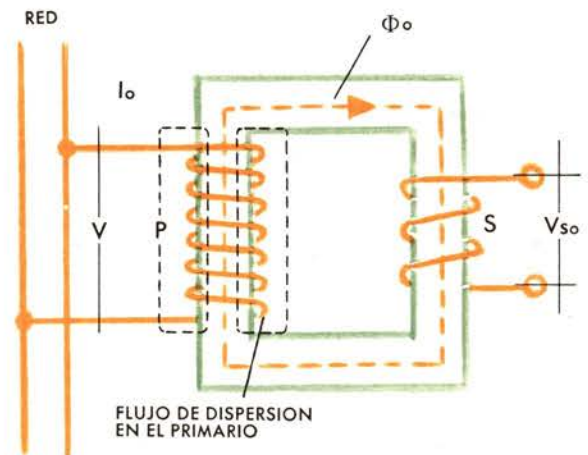 RED
Φo
Io
V
P
S
Vso
FLUJO DE DISPERSION
EN EL PRIMARIO